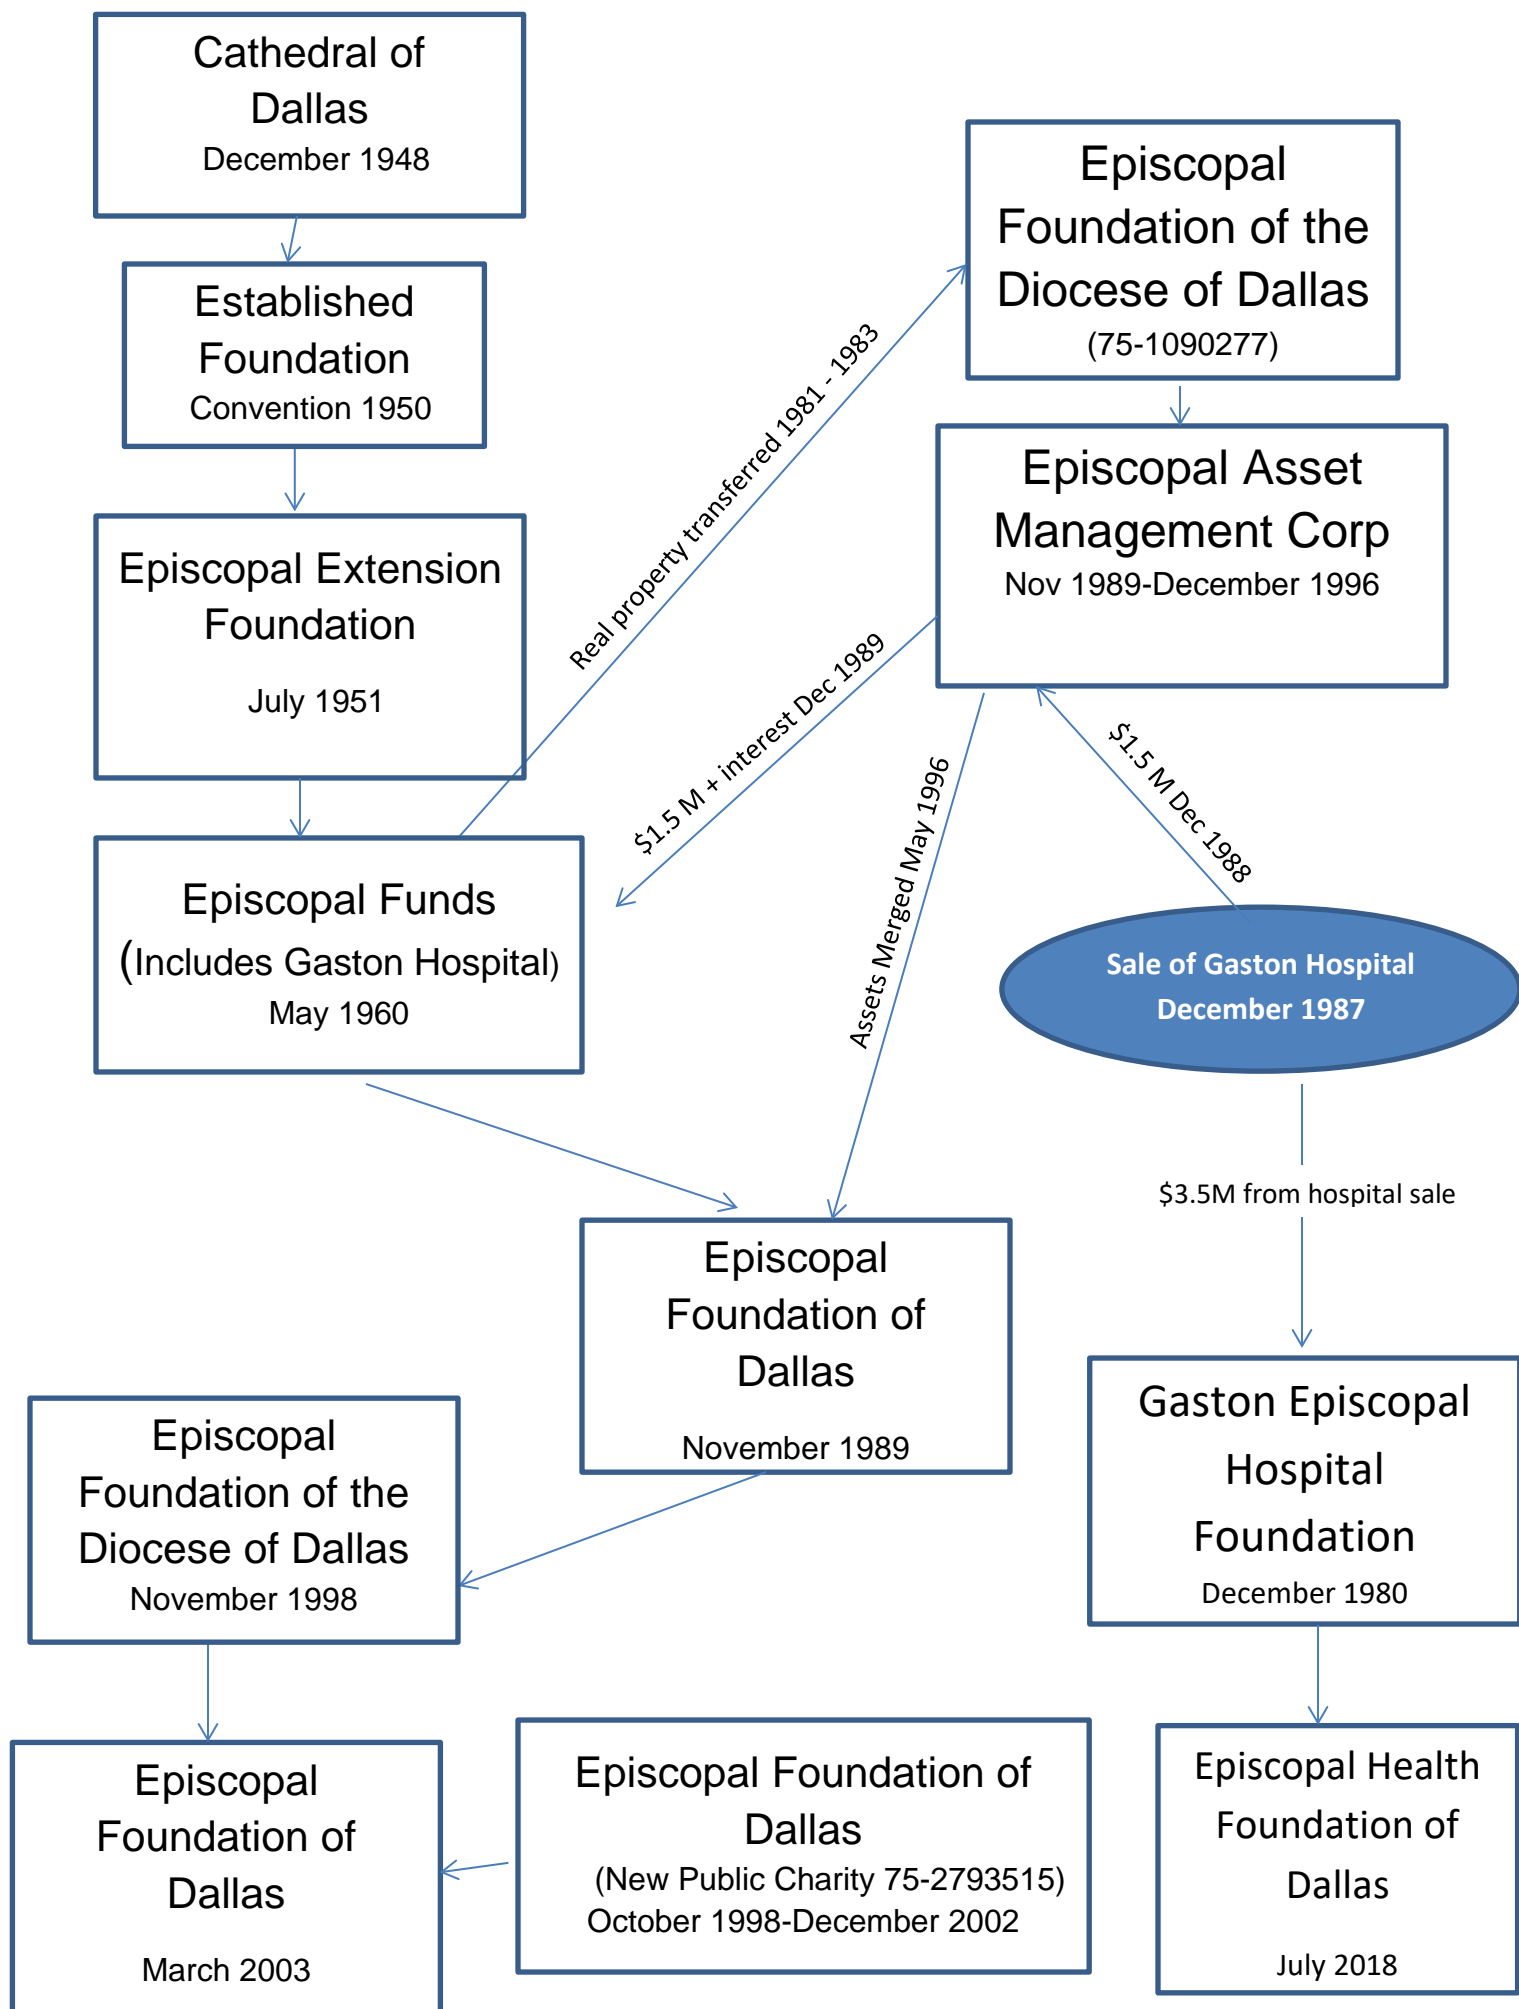 Cathedral of
Dallas
December 1948
Episcopal
Foundation of the
Diocese of Dallas
(75-1090277)
Established
Foundation
Convention 1950
Real property transferred 1981 - 1983
Episcopal Asset
Management Corp
Nov 1989-December 1996
Episcopal Extension
Foundation
July 1951
$1.5 M + interest Dec 1989
Assets Merged May 1996
$1.5 M Dec 1988
Episcopal Funds
(Includes Gaston Hospital)
May 1960
Sale of Gaston Hospital
December 1987
$3.5M from hospital sale
Episcopal
Foundation of
Dallas
November 1989
Gaston Episcopal
Hospital
Foundation
December 1980
Episcopal
Foundation of the
Diocese of Dallas
November 1998
Episcopal
Foundation of
Dallas
March 2003
Episcopal Foundation of
Dallas
(New Public Charity 75-2793515)
October 1998-December 2002
Episcopal Health
Foundation of
Dallas
July 2018